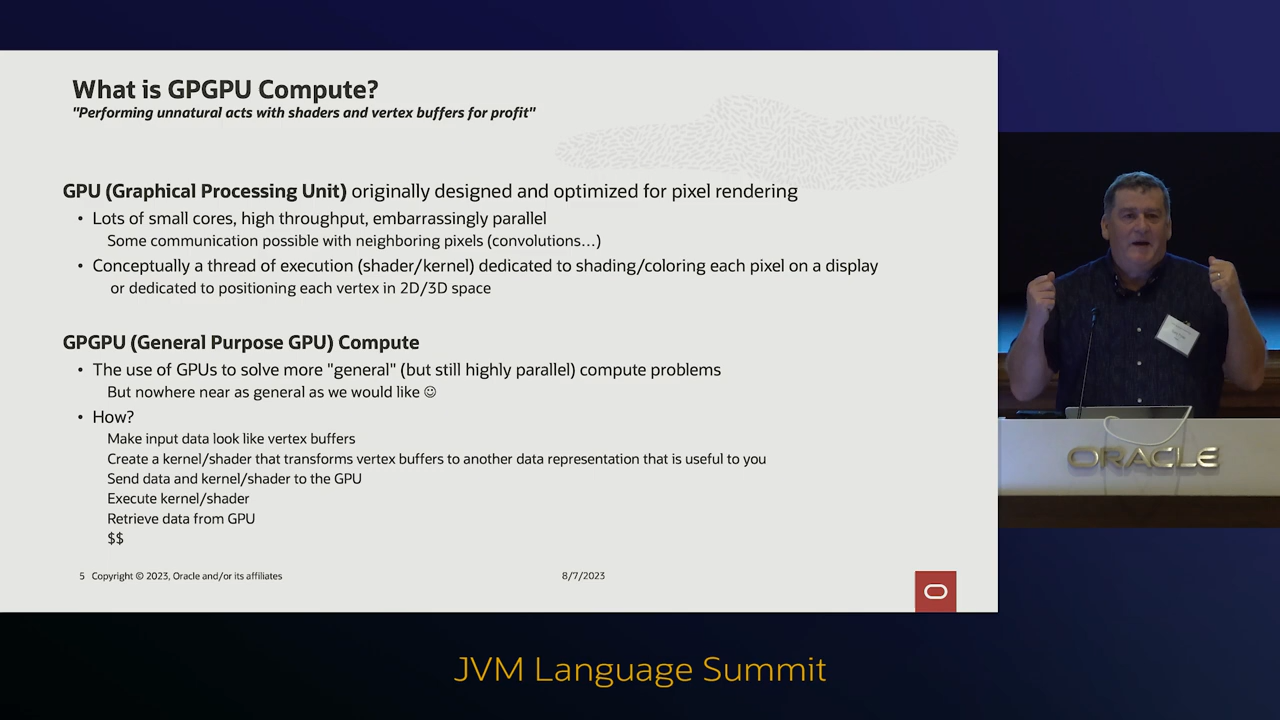 What is GPGPU Compute?
"Performing unnatural acts with shaders and vertex buffers for profit"
GPU (Graphical Processing Unit) originally designed and optimized for pixel rendering
• Lots of small cores, high throughput, embarrassingly parallel
Some communication possible with neighboring pixels (convolutions...)
• Conceptually a thread of execution (shader/kernel) dedicated to shading/coloring each pixel on a display
or dedicated to positioning each vertex in 2D/3D space
GPGPU (General Purpose GPU) Compute
• The use of GPUs to solve more "general" (but still highly parallel) compute problems
But nowhere near as general as we would like ☺
• How?
Make input data look like vertex buffers
Create a kernel/shader that transforms vertex buffers to another data representation that is useful to you
Send data and kernel/shader to the GPU
Execute kernel/shader
Retrieve data from GPU
$$
5 Copyright © 2023, Oracle and/or its affiliates
8/7/2023
ORACLE
JVM Language Summit